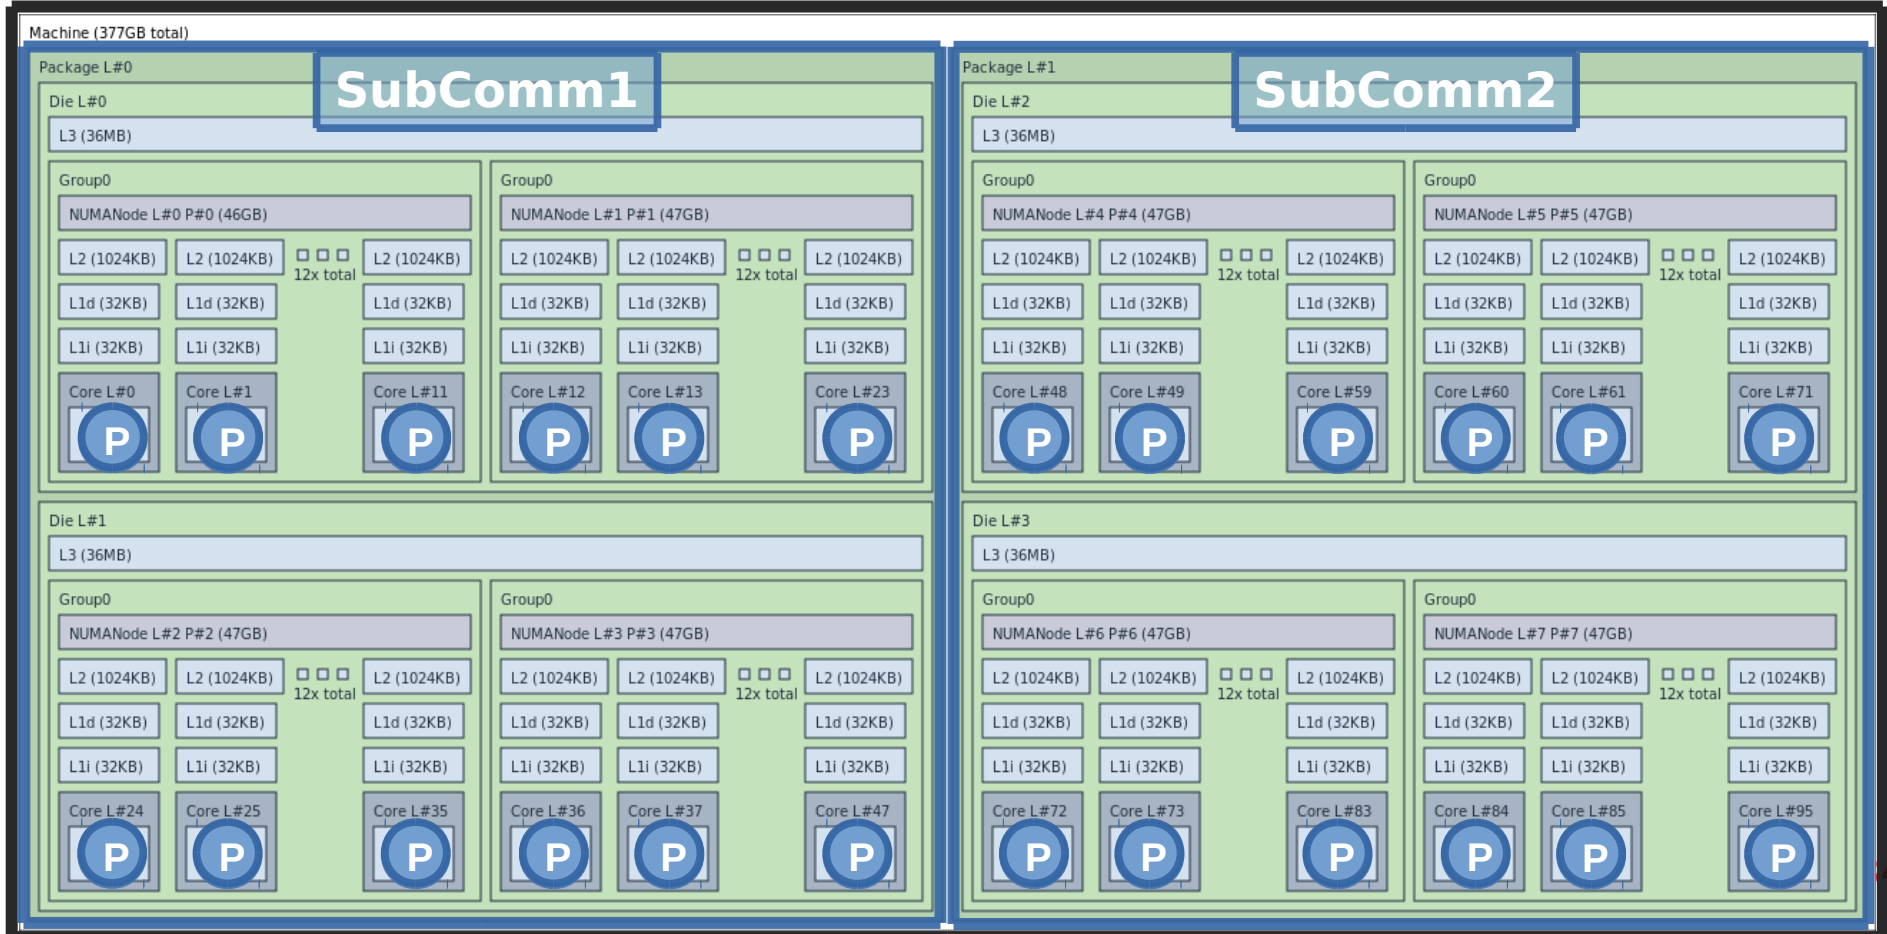 Machine (377GB total)
Package L#0
SubComm1
Die L#0
L3 (36MB)
Group0
NUMANode L#0 P#0 (46GB)
L2 (1024KB) L2 (1024KB) L2 (1024KB)
12x total
L1d (32KB) L1d (32KB) L1d (32KB)
L1i (32KB) L1i (32KB) L1i (32KB)
Core L#0 Core L#1 Core L#11
P P P
Group0
NUMANode L#1 P#1 (47GB)
L2 (1024KB) L2 (1024KB) L2 (1024KB)
12x total
L1d (32KB) L1d (32KB) L1d (32KB)
L1i (32KB) L1i (32KB) L1i (32KB)
Core L#12 Core L#13 Core L#23
P P P
Die L#1
L3 (36MB)
Group0
NUMANode L#2 P#2 (47GB)
L2 (1024KB) L2 (1024KB) L2 (1024KB)
12x total
L1d (32KB) L1d (32KB) L1d (32KB)
L1i (32KB) L1i (32KB) L1i (32KB)
Core L#24 Core L#25 Core L#35
P P P
Group0
NUMANode L#3 P#3 (47GB)
L2 (1024KB) L2 (1024KB) L2 (1024KB)
12x total
L1d (32KB) L1d (32KB) L1d (32KB)
L1i (32KB) L1i (32KB) L1i (32KB)
Core L#36 Core L#37 Core L#47
P P P
Package L#1
SubComm2
Die L#2
L3 (36MB)
Group0
NUMANode L#4 P#4 (47GB)
L2 (1024KB) L2 (1024KB) L2 (1024KB)
12x total
L1d (32KB) L1d (32KB) L1d (32KB)
L1i (32KB) L1i (32KB) L1i (32KB)
Core L#48 Core L#49 Core L#59
P P P
Group0
NUMANode L#5 P#5 (47GB)
L2 (1024KB) L2 (1024KB) L2 (1024KB)
12x total
L1d (32KB) L1d (32KB) L1d (32KB)
L1i (32KB) L1i (32KB) L1i (32KB)
Core L#60 Core L#61 Core L#71
P P P
Die L#3
L3 (36MB)
Group0
NUMANode L#6 P#6 (47GB)
L2 (1024KB) L2 (1024KB) L2 (1024KB)
12x total
L1d (32KB) L1d (32KB) L1d (32KB)
L1i (32KB) L1i (32KB) L1i (32KB)
Core L#72 Core L#73 Core L#83
P P P
Group0
NUMANode L#7 P#7 (47GB)
L2 (1024KB) L2 (1024KB) L2 (1024KB)
12x total
L1d (32KB) L1d (32KB) L1d (32KB)
L1i (32KB) L1i (32KB) L1i (32KB)
Core L#84 Core L#85 Core L#95
P P P